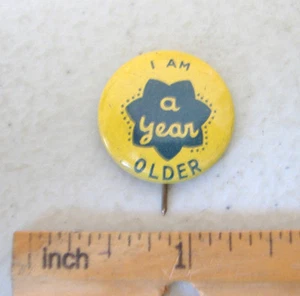 I AM
a
year
OLDER
inch 1